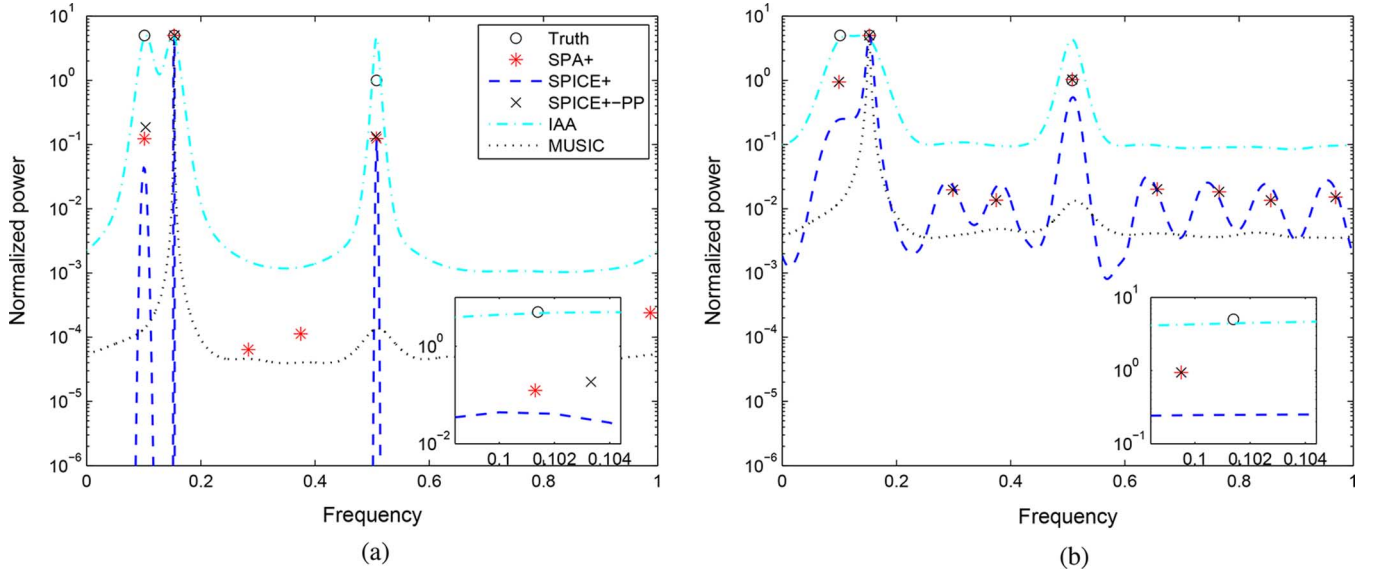 10^1
10^0
10^−1
10^−2
10^−3
10^−4
10^−5
10^−6
Normalized power
0 0.2 0.4 0.6 0.8 1
Frequency
(a)
Truth
SPA+
SPICE+
SPICE+−PP
IAA
MUSIC
10^0
10^−2
0.1 0.102 0.104
10^1
10^0
10^−1
10^−2
10^−3
10^−4
10^−5
10^−6
Normalized power
0 0.2 0.4 0.6 0.8 1
Frequency
(b)
10^1
10^0
10^−1
0.1 0.102 0.104